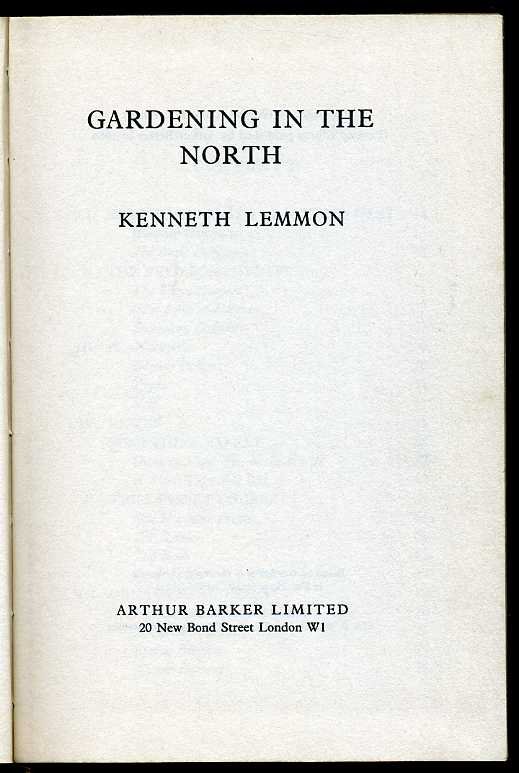 GARDENING IN THE
NORTH
KENNETH LEMMON
ARTHUR BARKER LIMITED
20 New Bond Street London W1